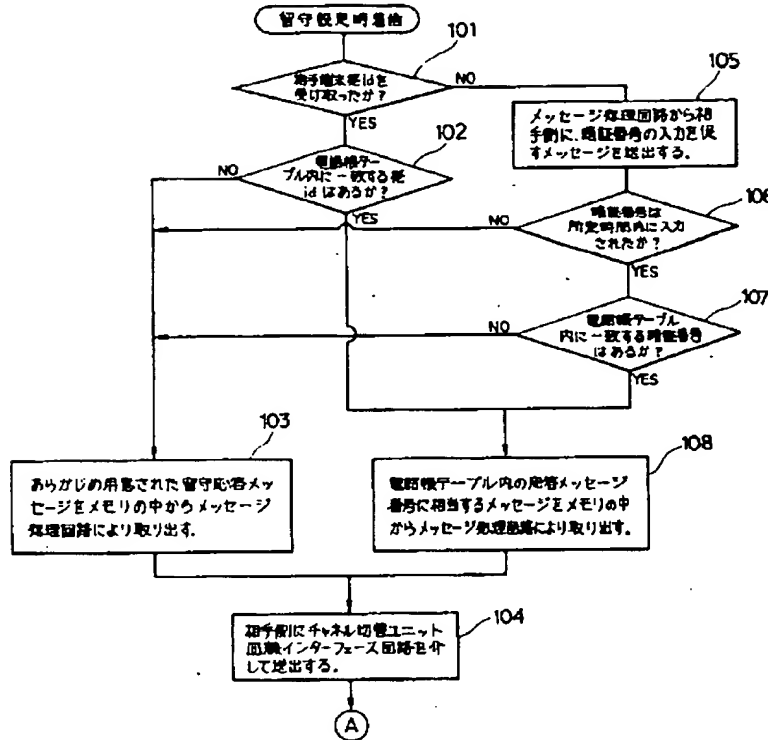 留守設定時着信
101
相手端末種idを
受け取ったか?
NO
YES
105
メッセージ処理回路から相
手側に、暗証番号の入力を促
すメッセージを送出する。
102
電話帳テー
ブル内に一致する種
idはあるか?
NO
YES
106
暗証番号は
所定時間内に入力
されたか?
NO
YES
107
電話帳テーブル
内に一致する暗証番号
はあるか?
NO
YES
103
あらかじめ用意された留守応答メッ
セージをメモリの中からメッセージ
処理回路により取り出す。
108
電話帳テーブル内の応答メッセージ
番号に相当するメッセージをメモリの中
からメッセージ処理回路により取り出す。
104
相手側にチャネル切替ユニット
回線インターフェース回路を介
して送出する。
A